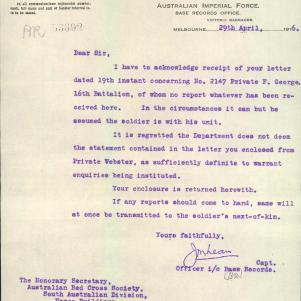 to all communications
AUSTRALIAN IMPERIAL FORCE.
BASE RECORDS OFFICE,
VICTORIA BARRACKS,
MELBOURNE, 29th April, 1916.
Dear Sir,
I have to acknowledge receipt of your letter
dated 19th instant concerning No. 2147 Private F. George,
16th Battalion, of whom no report whatever has been re-
ceived here. In the circumstances it can but be
assumed the soldier is with his unit.
It is regretted the Department does not deem
the statement contained in the letter you enclosed from
Private Webster, as sufficiently definite to warrant
enquiries being instituted.
Your enclosure is returned herewith.
If any reports should come to hand, same will
at once be transmitted to the soldier's next-of-kin.
Yours faithfully,
JMLean
Capt.
Officer i/c Base Records.
The Honorary Secretary,
Australian Red Cross Society,
South Australian Division,